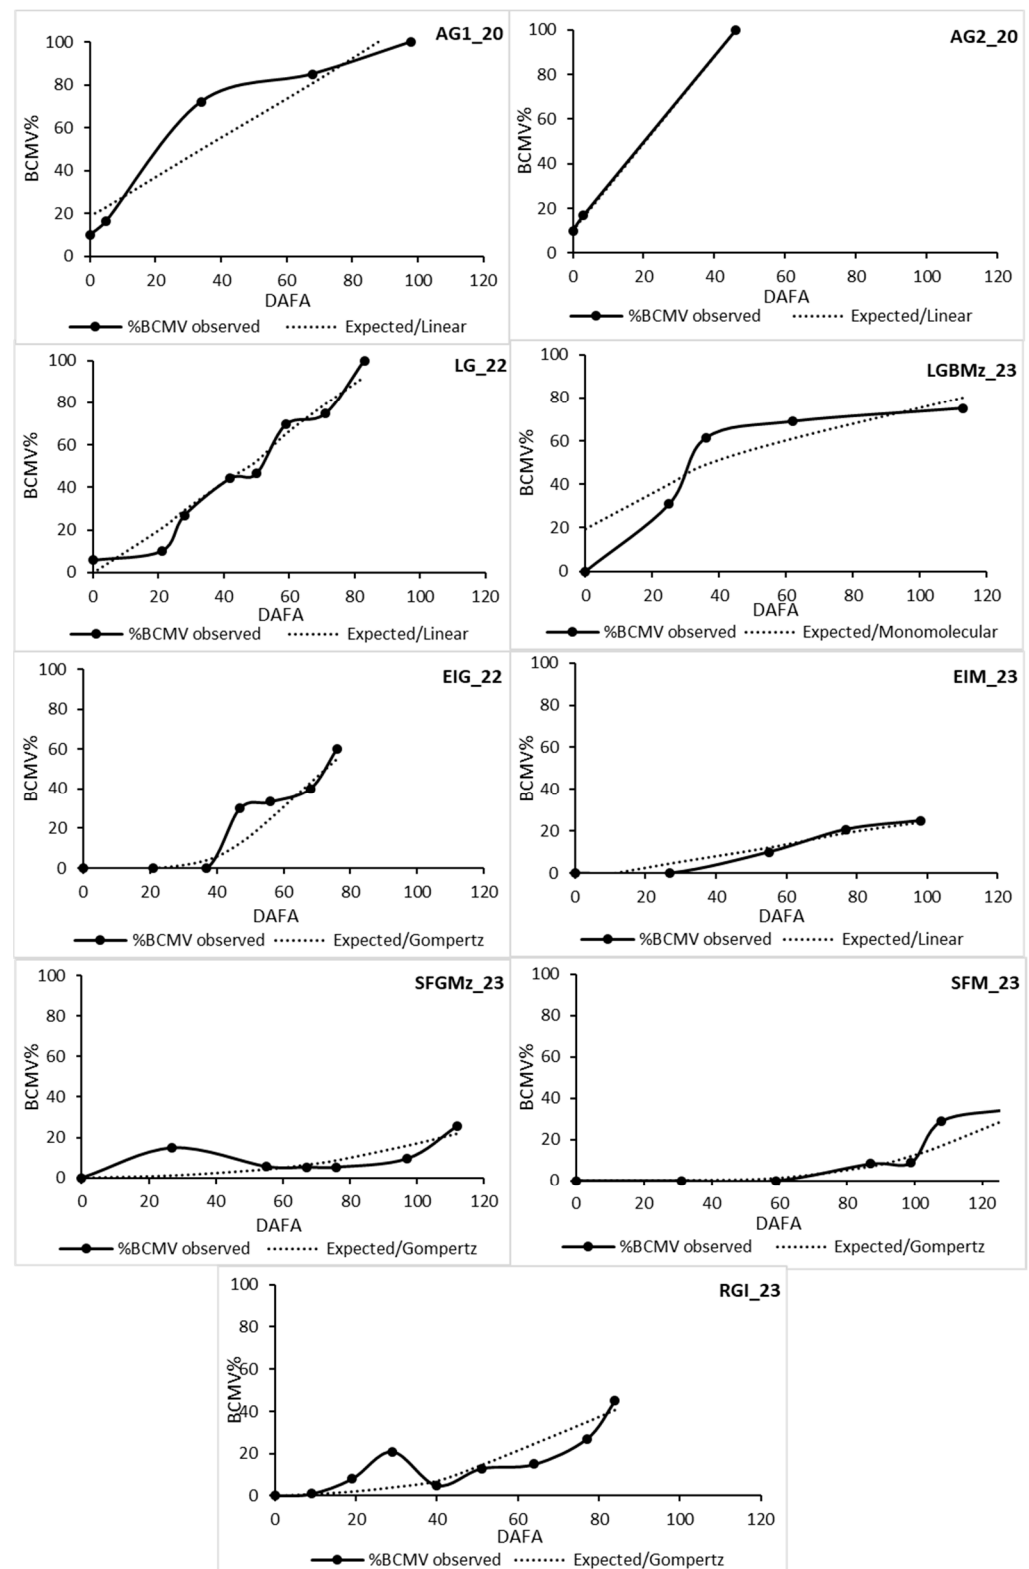 AG1_20
BCMV%
100
80
60
40
20
0
0 20 40 60 80 100 120
DAFA
%BCMV observed Expected/Linear
AG2_20
BCMV%
100
80
60
40
20
0
0 20 40 60 80 100 120
DAFA
%BCMV observed Expected/Linear
LG_22
BCMV%
100
80
60
40
20
0
0 20 40 60 80 100 120
DAFA
%BCMV observed Expected/Linear
LGBMz_23
BCMV%
100
80
60
40
20
0
0 20 40 60 80 100 120
DAFA
%BCMV observed Expected/Monomolecular
EIG_22
BCMV%
100
80
60
40
20
0
0 20 40 60 80 100 120
DAFA
%BCMV observed Expected/Gompertz
EIM_23
BCMV%
100
80
60
40
20
0
0 20 40 60 80 100 120
DAFA
%BCMV observed Expected/Linear
SFGMz_23
BCMV%
100
80
60
40
20
0
0 20 40 60 80 100 120
DAFA
%BCMV observed Expected/Gompertz
SFM_23
BCMV%
100
80
60
40
20
0
0 20 40 60 80 100 120
DAFA
%BCMV observed Expected/Gompertz
RGI_23
BCMV%
100
80
60
40
20
0
0 20 40 60 80 100 120
DAFA
%BCMV observed Expected/Gompertz